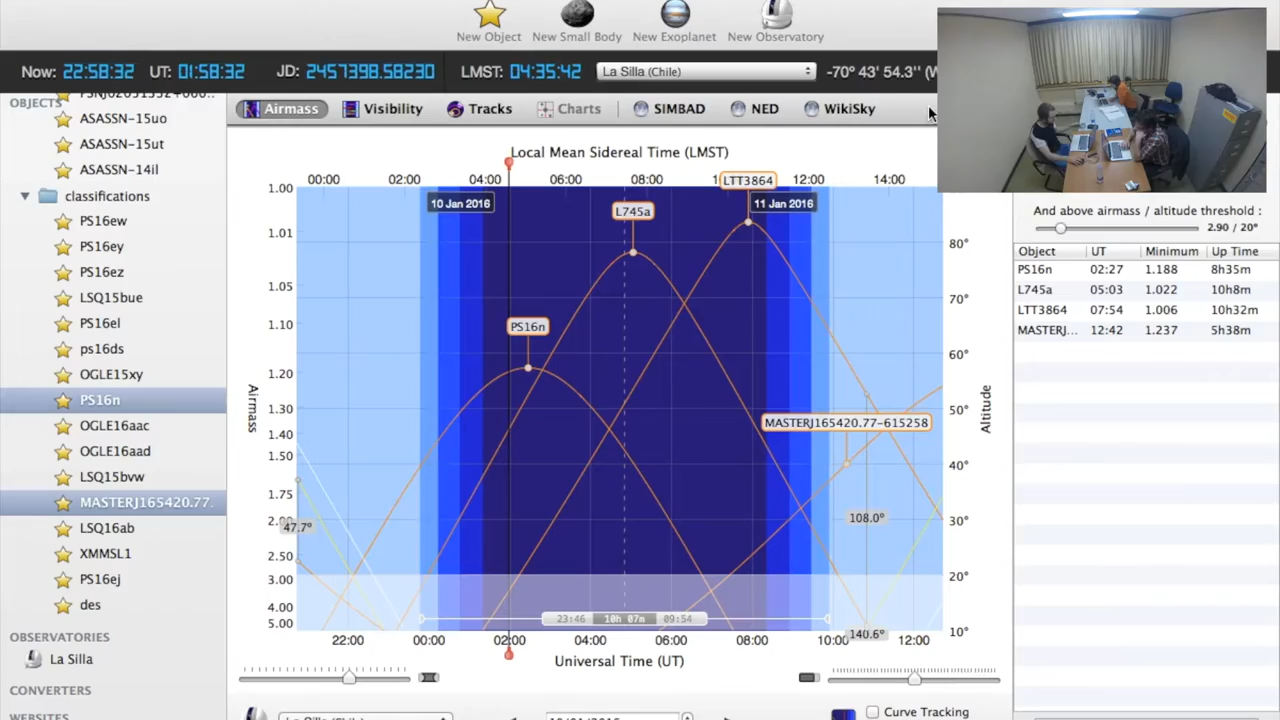 New Object New Small Body New Exoplanet New Observatory
Now: 22:58:32 UT: 01:58:32 JD: 2457398.58230 LMST: 04:35:42 La Silla (Chile) -70° 43' 54.3'' (W
OBJECTS
ASASSN-15uo
ASASSN-15ut
ASASSN-14il
classifications
PS16ew
PS16ey
PS16ez
LSQ15bue
PS16el
ps16ds
OGLE15xy
PS16n
OGLE16aac
OGLE16aad
LSQ15bvw
MASTERJ165420.77.
LSQ16ab
XMMSL1
PS16ej
des
OBSERVATORIES
La Silla
CONVERTERS
WEBSITES
Airmass Visibility Tracks Charts SIMBAD NED WikiSky
Local Mean Sidereal Time (LMST)
00:00 02:00 04:00 06:00 08:00 12:00 14:00
10 Jan 2016 11 Jan 2016
LTT3864
L745a
PS16n
MASTERJ165420.77-615258
Airmass
1.00
1.01
1.05
1.10
1.20
1.30
1.40
1.50
1.75
2.00
2.50
3.00
4.00
5.00
47.7°
108.0°
140.6°
Altitude
80°
70°
60°
50°
40°
30°
20°
10°
23:46 10h 07m 09:54
22:00 00:00 02:00 04:00 06:00 08:00 10:00 12:00
Universal Time (UT)
La Silla (Chile) 10/01/2016 Curve Tracking
And above airmass / altitude threshold :
2.90 / 20°
Object UT Minimum Up Time
PS16n 02:27 1.188 8h35m
L745a 05:03 1.022 10h8m
LTT3864 07:54 1.006 10h32m
MASTERJ... 12:42 1.237 5h38m